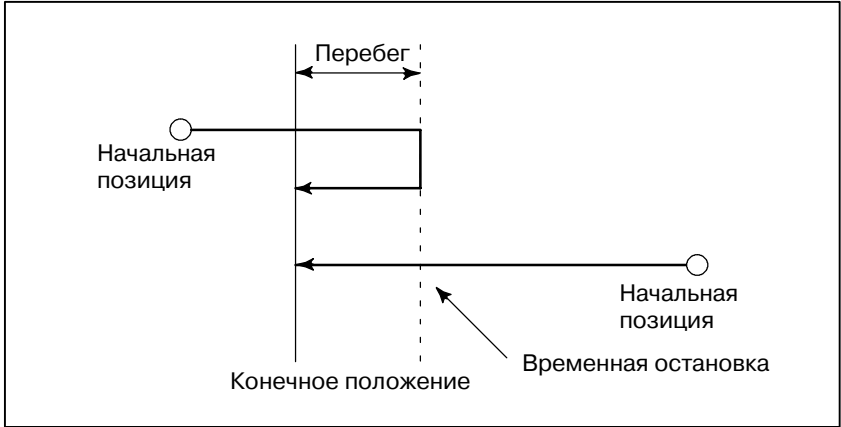 Перебег
Начальная
позиция
Начальная
позиция
Временная остановка
Конечное положение